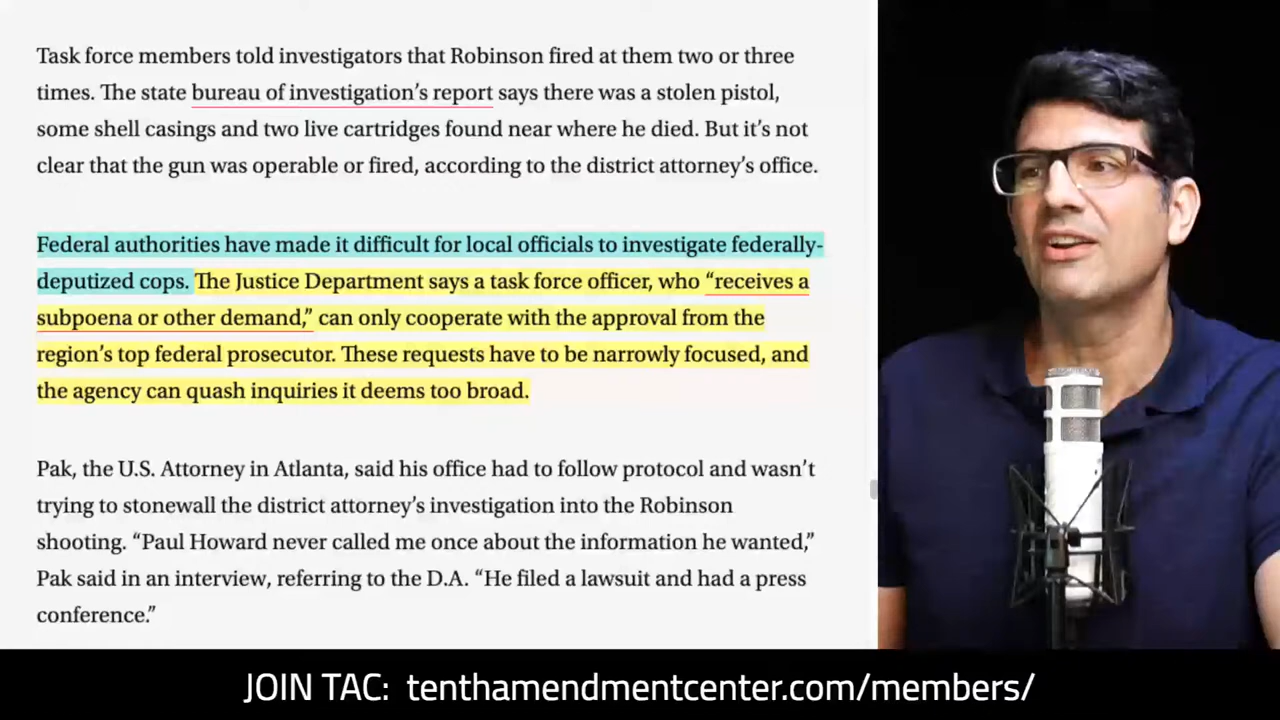 Task force members told investigators that Robinson fired at them two or three
times. The state bureau of investigation’s report says there was a stolen pistol,
some shell casings and two live cartridges found near where he died. But it’s not
clear that the gun was operable or fired, according to the district attorney’s office.
Federal authorities have made it difficult for local officials to investigate federally-
deputized cops. The Justice Department says a task force officer, who “receives a
subpoena or other demand,” can only cooperate with the approval from the
region’s top federal prosecutor. These requests have to be narrowly focused, and
the agency can quash inquiries it deems too broad.
Pak, the U.S. Attorney in Atlanta, said his office had to follow protocol and wasn’t
trying to stonewall the district attorney’s investigation into the Robinson
shooting. “Paul Howard never called me once about the information he wanted,”
Pak said in an interview, referring to the D.A. “He filed a lawsuit and had a press
conference.”
JOIN TAC: tenthamendmentcenter.com/members/